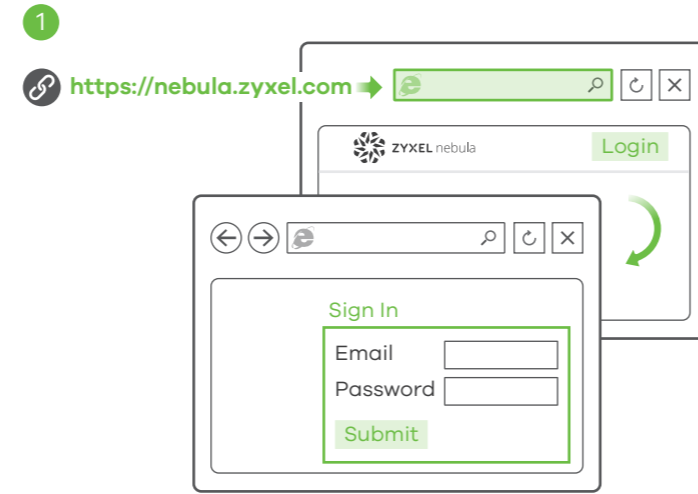 1
https://nebula.zyxel.com
ZYXEL nebula
Login
Sign In
Email
Password
Submit